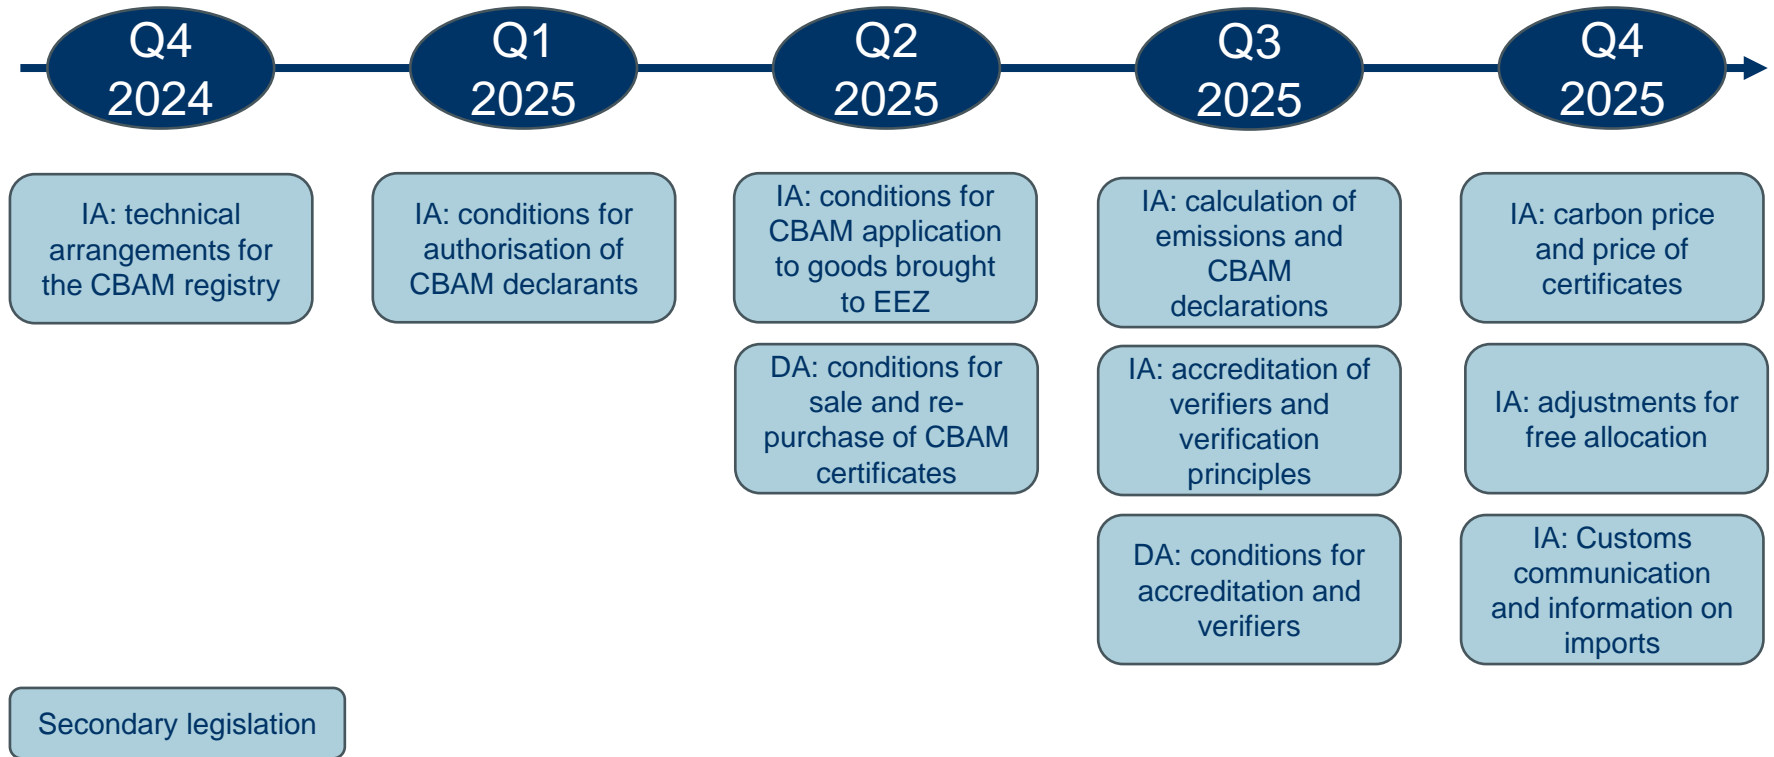 Q4
2024
Q1
2025
Q2
2025
Q3
2025
Q4
2025
IA: technical
arrangements for
the CBAM registry
IA: conditions for
authorisation of
CBAM declarants
IA: conditions for
CBAM application
to goods brought
to EEZ
DA: conditions for
sale and re-
purchase of CBAM
certificates
IA: calculation of
emissions and
CBAM
declarations
IA: accreditation of
verifiers and
verification
principles
DA: conditions for
accreditation and
verifiers
IA: carbon price
and price of
certificates
IA: adjustments for
free allocation
IA: Customs
communication
and information on
imports
Secondary legislation